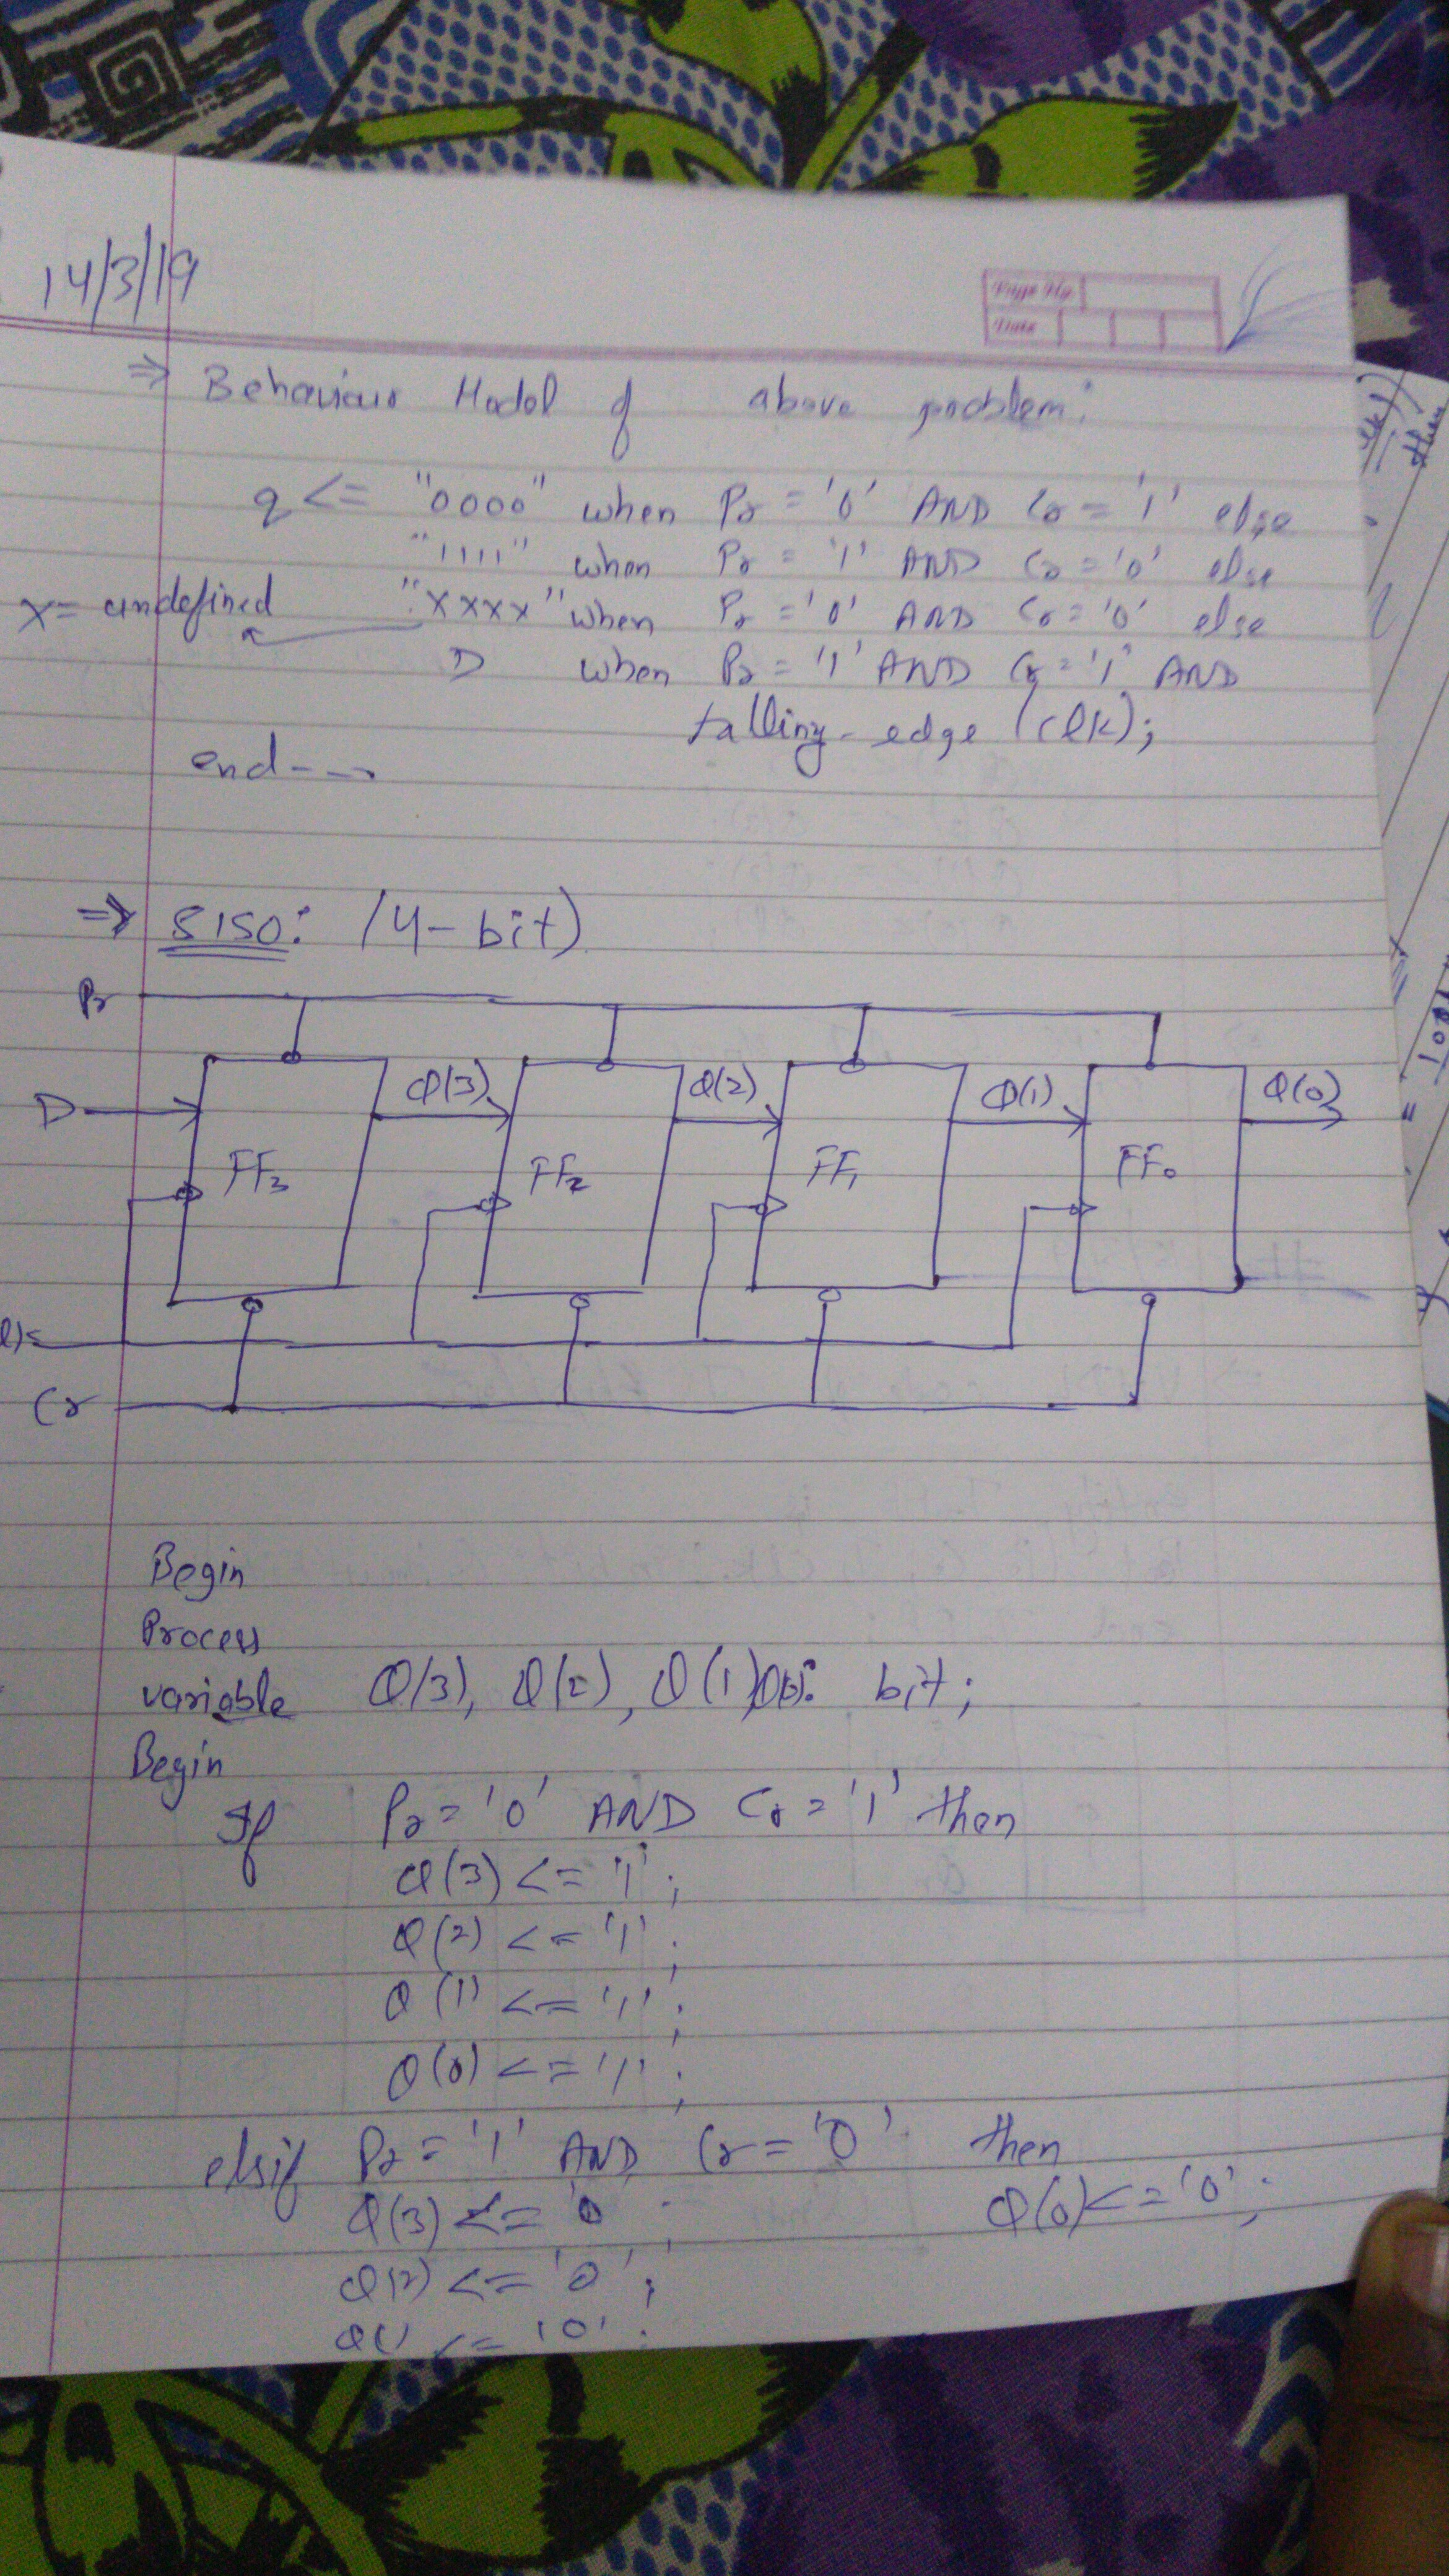 14/3/19
Page No.
Date
⇒ Behaviour Model of above problem:
q <= "0000" when Pr = '0' AND Cr = '1' else
"1111" when Pr = '1' AND Cr = '0' else
x = undefined "xxxx" when Pr = '0' AND Cr = '0' else
D when Pr = '1' AND Cr = '1' AND
falling-edge (clk);
end---
⇒ SISO: (4-bit)
Pr
D Q(3) Q(2) Q(1) Q(0)
FF3 FF2 FF1 FF0
Cr
Begin
Process
variable Q(3), Q(2), Q(1) Q(0): bit;
Begin
If Pr = '0' AND Cr = '1' then
Q(3) <= '1';
Q(2) <= '1';
Q(1) <= '1';
Q(0) <= '1';
elsif Pr = '1' AND Cr = '0' then
Q(3) <= '0'; Q(0) <= '0';
Q(2) <= '0';
Q(1) <= '0';